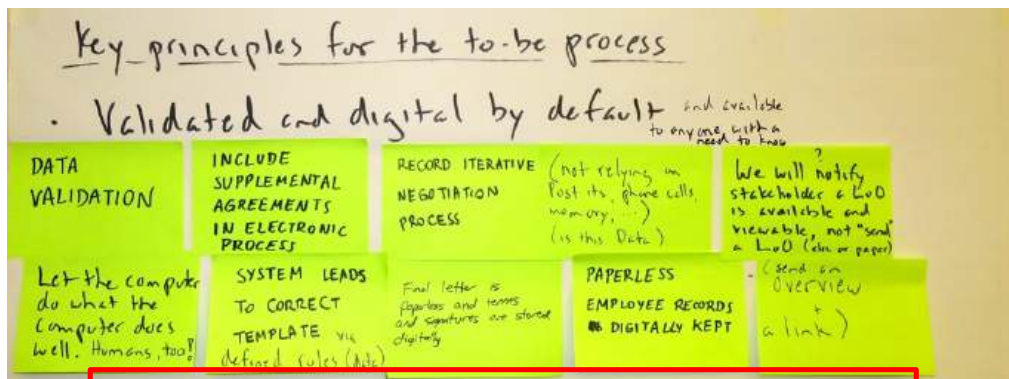 Key principles for the to-be process
· Validated and digital by default
and available
to anyone, with a
need to know
DATA
VALIDATION
INCLUDE
SUPPLEMENTAL
AGREEMENTS
IN ELECTRONIC
PROCESS
RECORD ITERATIVE
NEGOTIATION
PROCESS
(not relying on
Post its, phone calls,
memory, ...)
(is this Data)
?
We will notify
stakeholder a LoO
is available and
viewable, not "send"
a LoO (elec or paper)
Let the computer
do what the
Computer does
well. Humans, too!
SYSTEM LEADS
TO CORRECT
TEMPLATE via
defined rules (data)
Final letter is
Paperless and terms
and signatures are stored
digitally
PAPERLESS
EMPLOYEE RECORDS
DIGITALLY KEPT
(send an
Overview
+
a link)